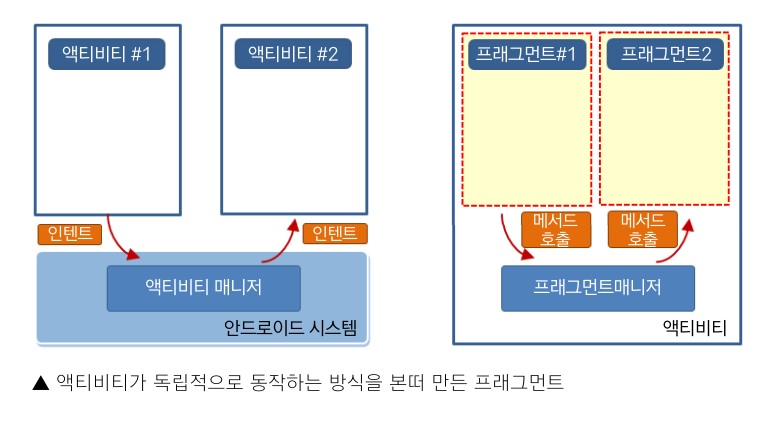 액티비티 #1
액티비티 #2
인텐트
인텐트
액티비티 매니저
안드로이드 시스템
프래그먼트#1
프래그먼트2
메서드
호출
메서드
호출
프래그먼트매니저
액티비티
▲ 액티비티가 독립적으로 동작하는 방식을 본떠 만든 프래그먼트